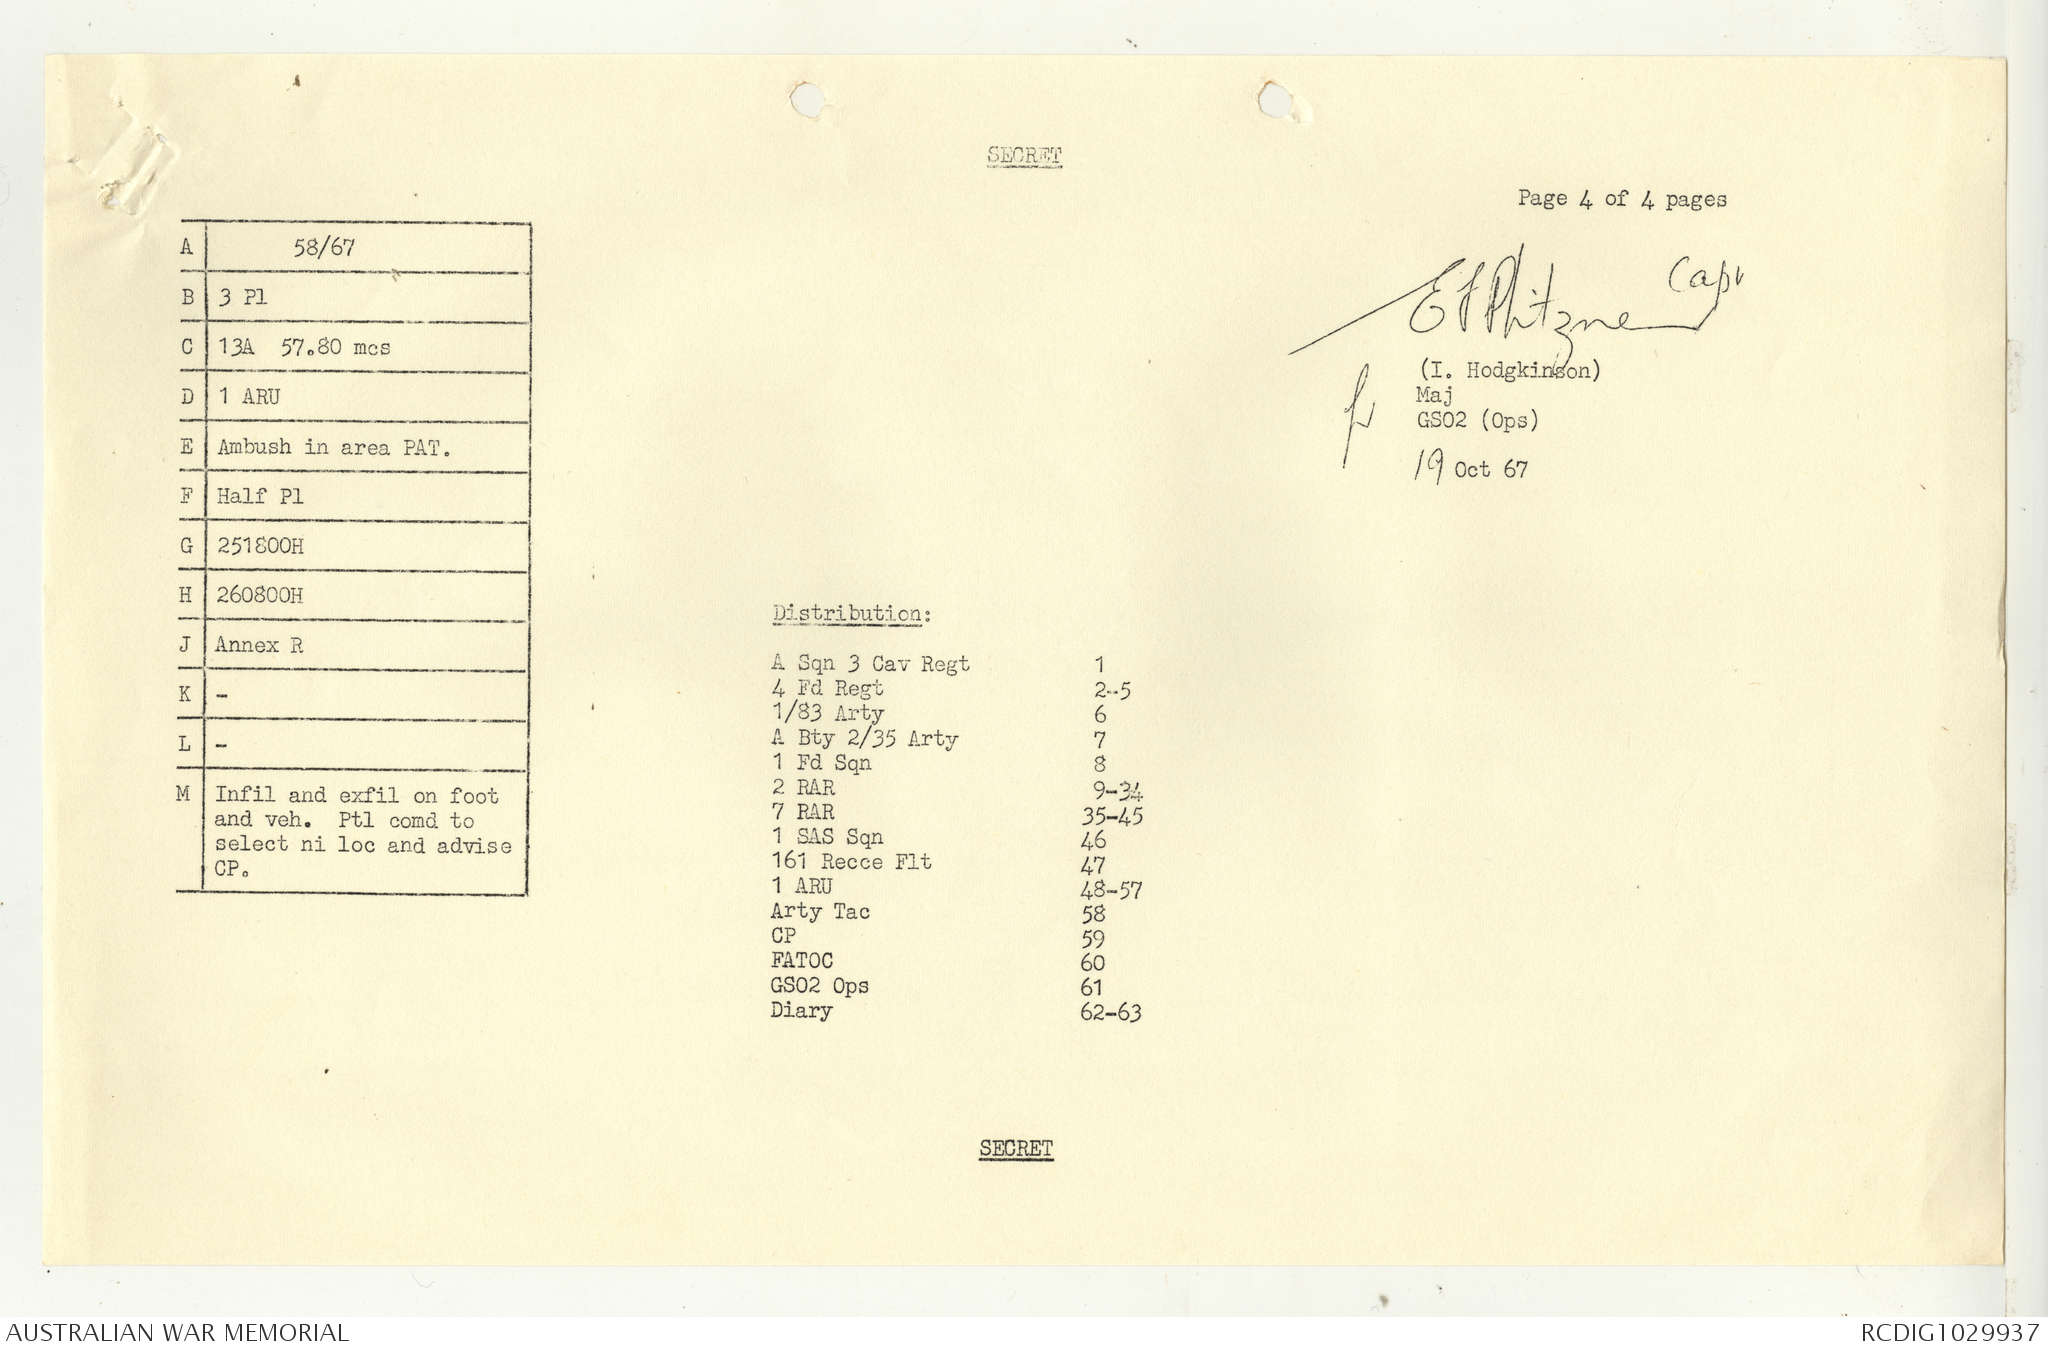 SECRET
Page 4 of 4 pages
A 58/67
B 3 Pl
C 13A 57.80 mcs
D 1 ARU
E Ambush in area PAT.
F Half Pl
G 251800H
H 260800H
J Annex R
K -
L -
M Infil and exfil on foot
and veh. Ptl comd to
select ni loc and advise
CP.
Capt
(I. Hodgkinson)
Maj
GSO2 (Ops)
19 Oct 67
Distribution:
A Sqn 3 Cav Regt 1
4 Fd Regt 2-5
1/83 Arty 6
A Bty 2/35 Arty 7
1 Fd Sqn 8
2 RAR 9-34
7 RAR 35-45
1 SAS Sqn 46
161 Recce Flt 47
1 ARU 48-57
Arty Tac 58
CP 59
FATOC 60
GSO2 Ops 61
Diary 62-63
SECRET
AUSTRALIAN WAR MEMORIAL
RCDIG1029937